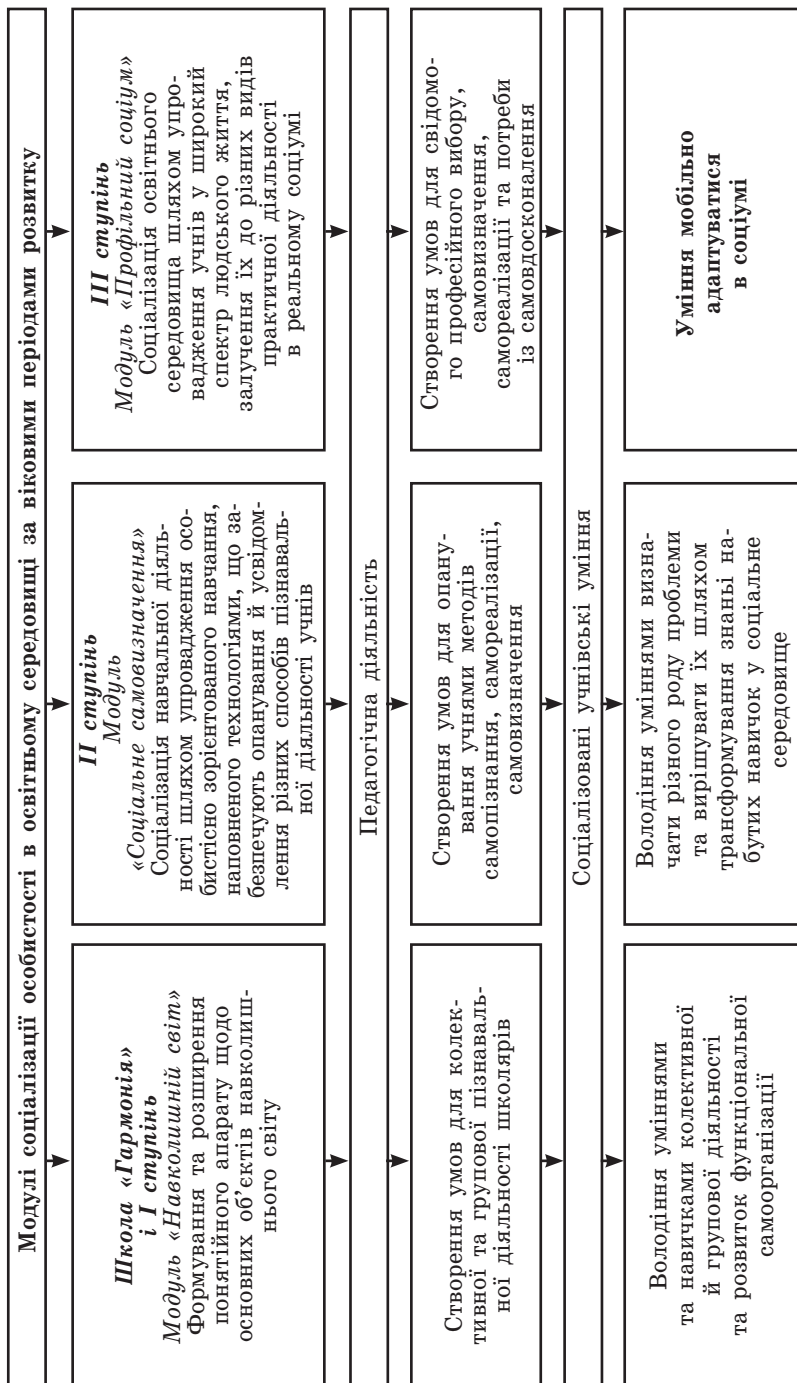 Модулі соціалізації особистості в освітньому середовищі за віковими періодами розвитку
Школа «Гармонія»
і І ступінь
Модуль «Навколишній світ»
Формування та розширення
понятійного апарату щодо
основних об’єктів навколиш-
нього світу
ІІ ступінь
Модуль
«Соціальне самовизначення»
Соціалізація навчальної діяль-
ності шляхом упровадження осо-
бистісно зорієнтованого навчання,
наповненого технологіями, що за-
безпечують опанування й усвідом-
лення різних способів пізнаваль-
ної діяльності учнів
ІІІ ступінь
Модуль «Профільний соціум»
Соціалізація освітнього
середовища шляхом упро-
вадження учнів у широкий
спектр людського життя,
залучення їх до різних видів
практичної діяльності
в реальному соціумі
Педагогічна діяльність
Створення умов для колек-
тивної та групової пізнаваль-
ної діяльності школярів
Створення умов для опану-
вання учнями методів
самопізнання, самореалізації,
самовизначення
Створення умов для свідомо-
го професійного вибору,
самовизначення,
самореалізації та потреби
із самовдосконалення
Соціалізовані учнівські уміння
Володіння уміннями
та навичками колективної
й групової діяльності
та розвиток функціональної
самоорганізації
Володіння уміннями визна-
чати різного роду проблеми
та вирішувати їх шляхом
трансформування знаньі на-
бутих навичок у соціальне
середовище
Уміння мобільно
адаптуватися
в соціумі